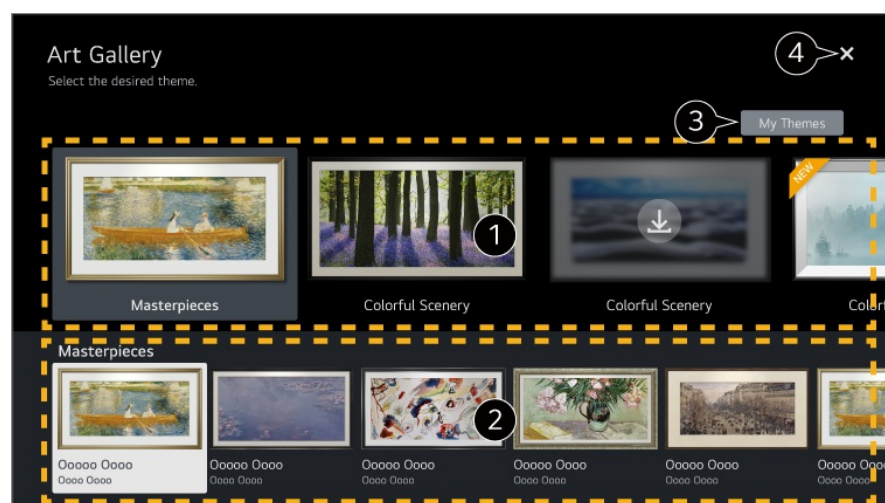 Art Gallery
Select the desired theme.
4
3
My Themes
NEW
1
Masterpieces
Colorful Scenery
Colorful Scenery
Masterpieces
2
Ooooo Oooo
Ooooo Oooo
Ooooo Oooo
Ooooo Oooo
Ooooo Oooo
Oooo Oooo
Oooo Oooo
Oooo Oooo
Oooo Oooo
Oooo Oooo